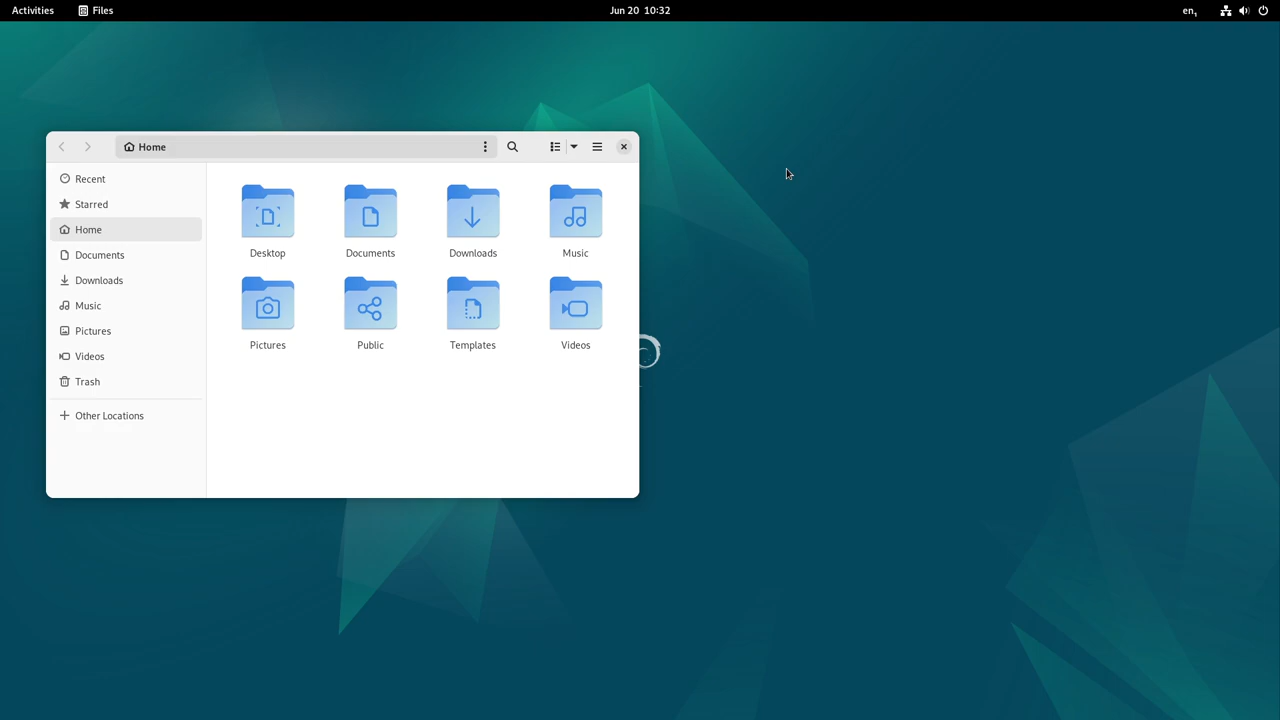 Activities Files Jun 20 10:32 en₁
Home
Recent
Starred
Home
Documents
Downloads
Music
Pictures
Videos
Trash
Other Locations
Desktop Documents Downloads Music
Pictures Public Templates Videos